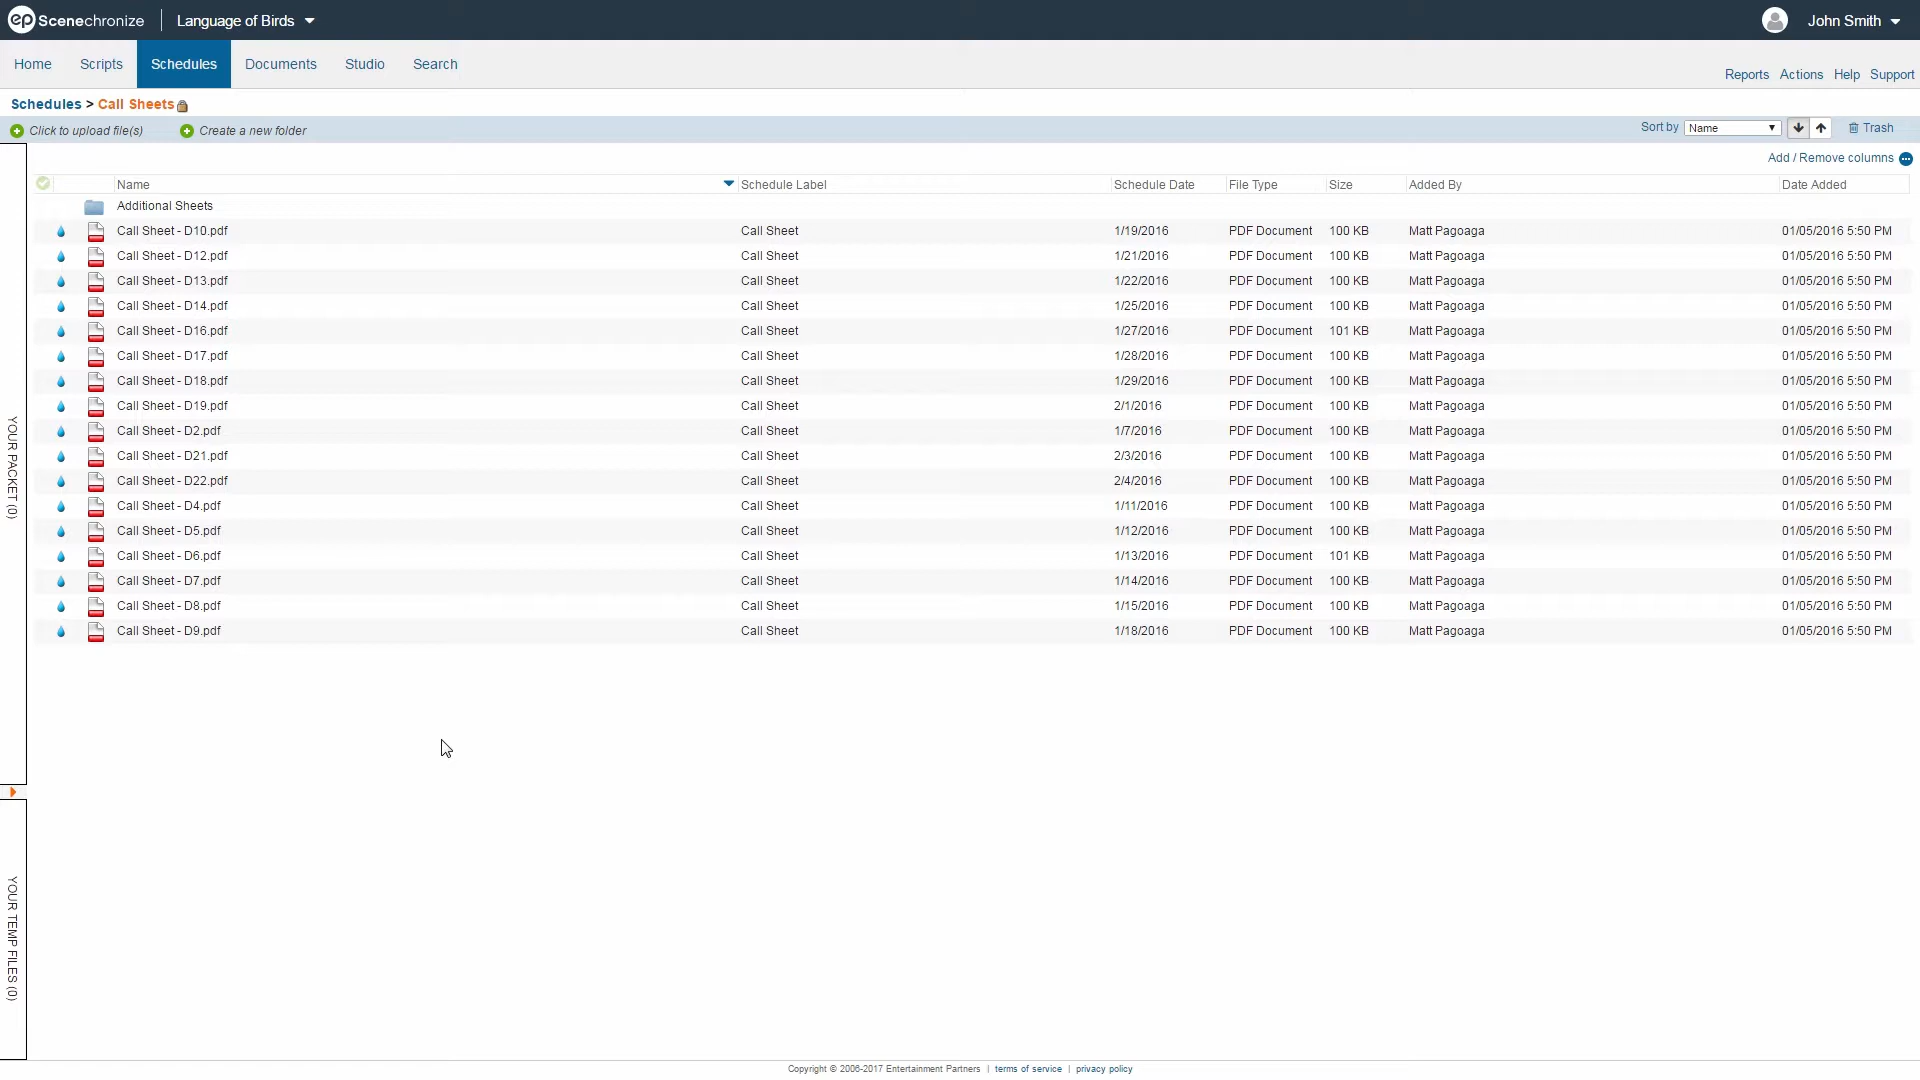 ep Scenechronize Language of Birds John Smith
Home Scripts Schedules Documents Studio Search
Reports Actions Help Support
Schedules > Call Sheets
Click to upload file(s) Create a new folder Sort by Name Trash
Add / Remove columns
Name Schedule Label Schedule Date File Type Size Added By Date Added
Additional Sheets
Call Sheet - D10.pdf Call Sheet 1/19/2016 PDF Document 100 KB Matt Pagoaga 01/05/2016 5:50 PM
Call Sheet - D12.pdf Call Sheet 1/21/2016 PDF Document 100 KB Matt Pagoaga 01/05/2016 5:50 PM
Call Sheet - D13.pdf Call Sheet 1/22/2016 PDF Document 100 KB Matt Pagoaga 01/05/2016 5:50 PM
Call Sheet - D14.pdf Call Sheet 1/25/2016 PDF Document 100 KB Matt Pagoaga 01/05/2016 5:50 PM
Call Sheet - D16.pdf Call Sheet 1/27/2016 PDF Document 101 KB Matt Pagoaga 01/05/2016 5:50 PM
Call Sheet - D17.pdf Call Sheet 1/28/2016 PDF Document 100 KB Matt Pagoaga 01/05/2016 5:50 PM
Call Sheet - D18.pdf Call Sheet 1/29/2016 PDF Document 100 KB Matt Pagoaga 01/05/2016 5:50 PM
Call Sheet - D19.pdf Call Sheet 2/1/2016 PDF Document 100 KB Matt Pagoaga 01/05/2016 5:50 PM
Call Sheet - D2.pdf Call Sheet 1/7/2016 PDF Document 100 KB Matt Pagoaga 01/05/2016 5:50 PM
Call Sheet - D21.pdf Call Sheet 2/3/2016 PDF Document 100 KB Matt Pagoaga 01/05/2016 5:50 PM
Call Sheet - D22.pdf Call Sheet 2/4/2016 PDF Document 100 KB Matt Pagoaga 01/05/2016 5:50 PM
Call Sheet - D4.pdf Call Sheet 1/11/2016 PDF Document 100 KB Matt Pagoaga 01/05/2016 5:50 PM
Call Sheet - D5.pdf Call Sheet 1/12/2016 PDF Document 100 KB Matt Pagoaga 01/05/2016 5:50 PM
Call Sheet - D6.pdf Call Sheet 1/13/2016 PDF Document 101 KB Matt Pagoaga 01/05/2016 5:50 PM
Call Sheet - D7.pdf Call Sheet 1/14/2016 PDF Document 100 KB Matt Pagoaga 01/05/2016 5:50 PM
Call Sheet - D8.pdf Call Sheet 1/15/2016 PDF Document 100 KB Matt Pagoaga 01/05/2016 5:50 PM
Call Sheet - D9.pdf Call Sheet 1/18/2016 PDF Document 100 KB Matt Pagoaga 01/05/2016 5:50 PM
YOUR PACKET (0)
YOUR TEMP FILES (0)
Copyright © 2006-2017 Entertainment Partners | terms of service | privacy policy